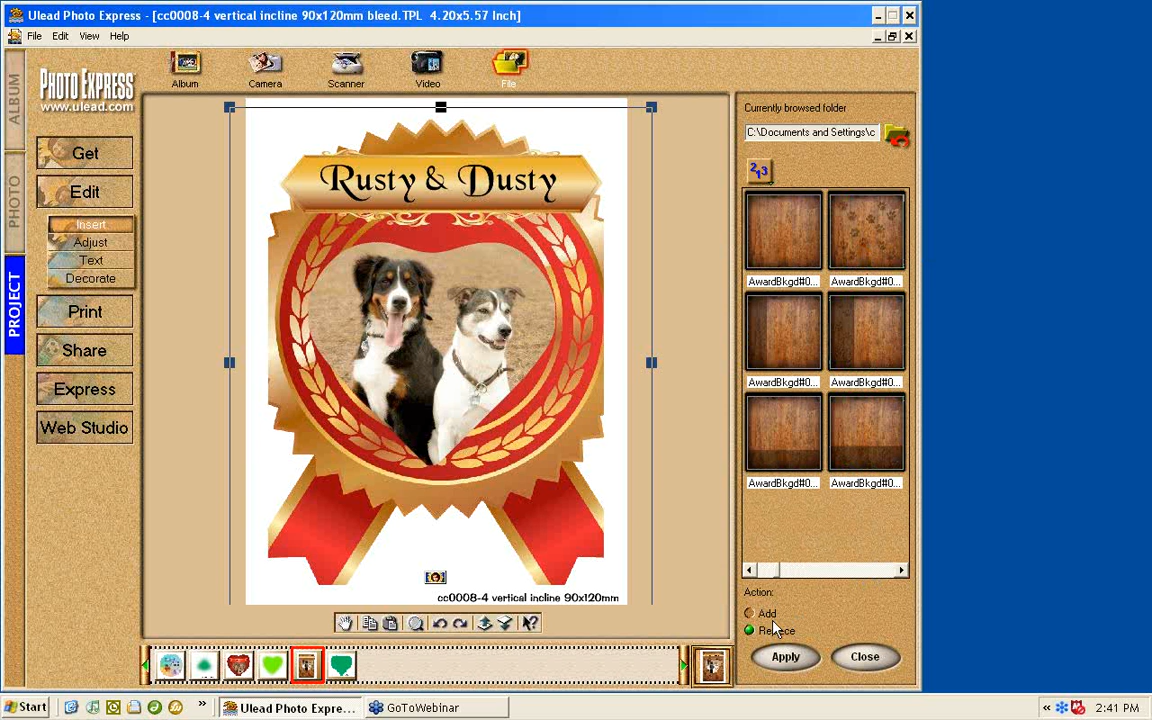 Ulead Photo Express - [cc0008-4 vertical incline 90x120mm bleed.TPL 4.20x5.57 Inch]
File Edit View Help
ALBUM
PHOTO
PROJECT
PHOTO EXPRESS
www.ulead.com
Album Camera Scanner Video File
Get
Edit
Insert
Adjust
Text
Decorate
Print
Share
Express
Web Studio
Rusty & Dusty
cc0008-4 vertical incline 90x120mm
Currently browsed folder
C:\Documents and Settings\c
213
AwardBkgd#0... AwardBkgd#0...
AwardBkgd#0... AwardBkgd#0...
AwardBkgd#0... AwardBkgd#0...
Action:
Add
Apply Close
Start
»
Ulead Photo Expre...
GoToWebinar
«
2:41 PM